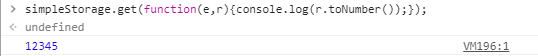 > simpleStorage.get(function(e,r){console.log(r.toNumber());});
undefined
12345 VM196:1